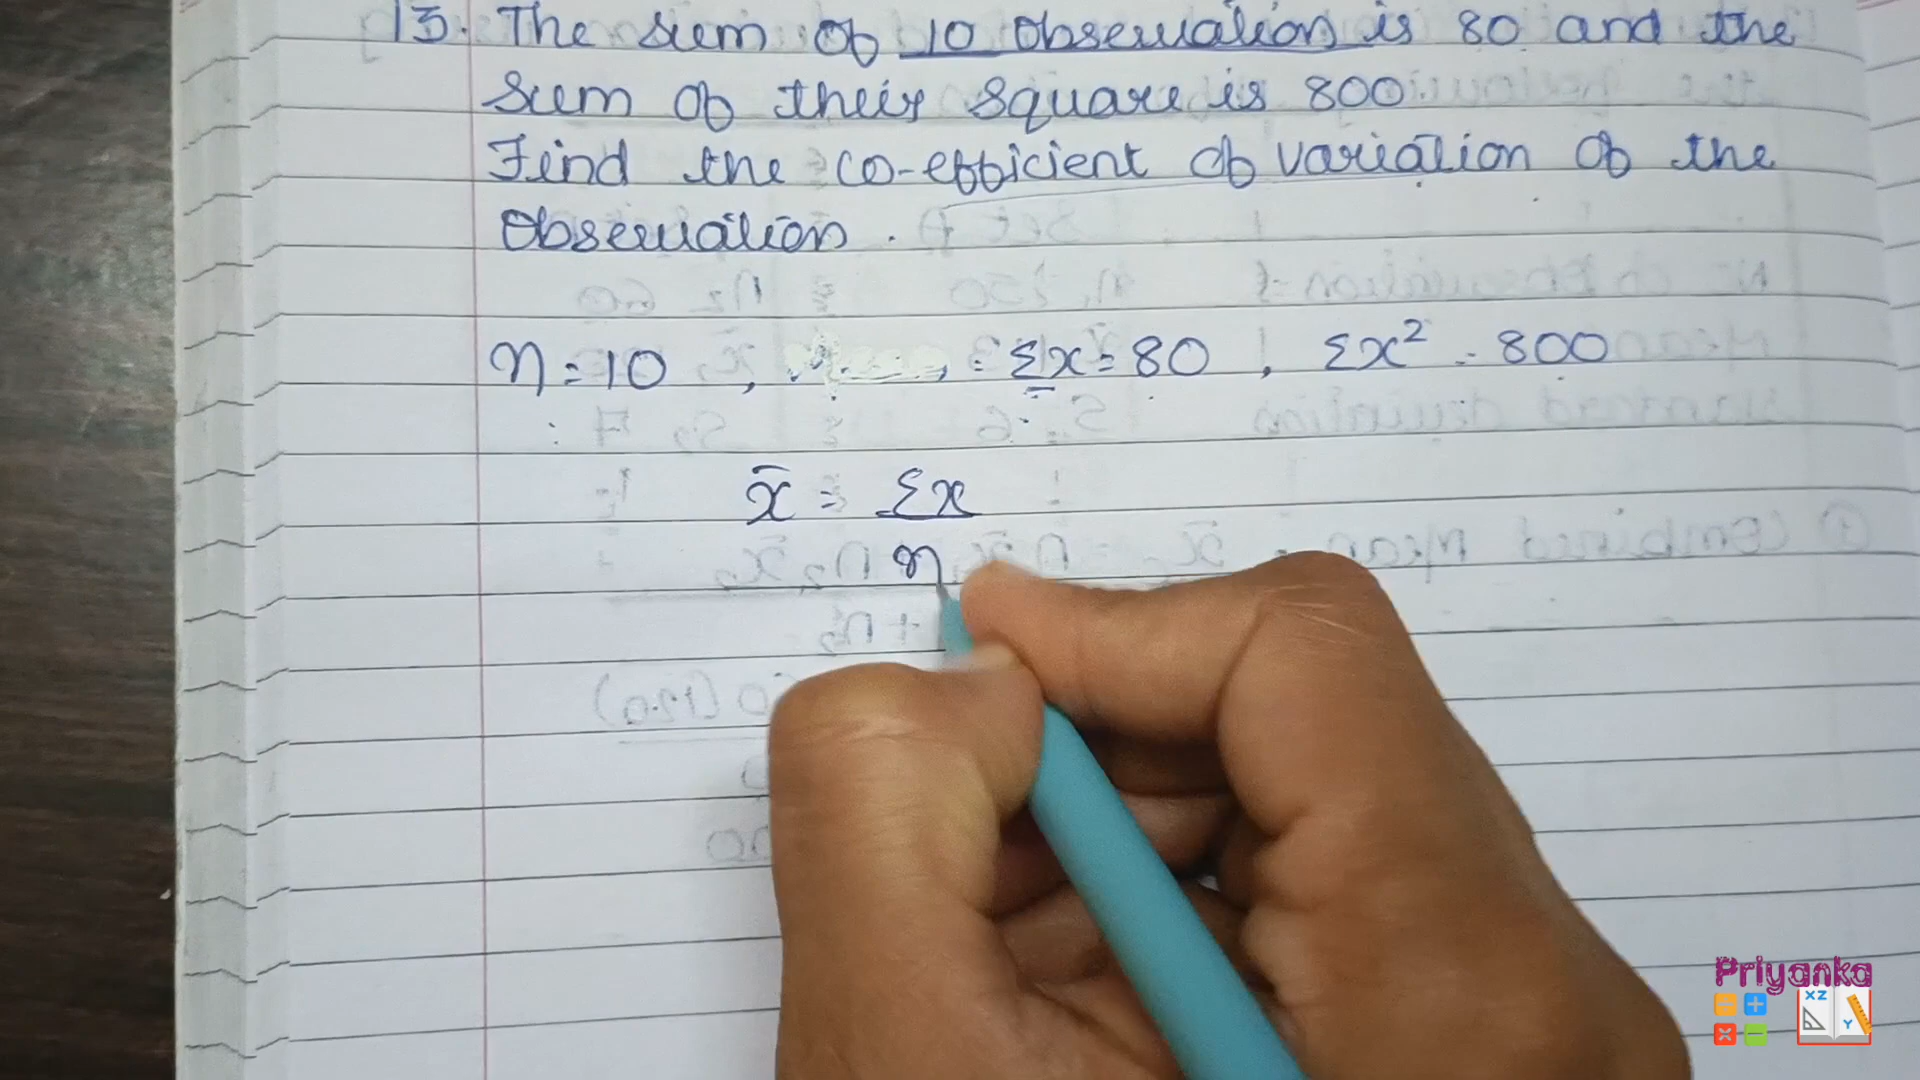 13. The sum of 10 observation is 80 and the
sum of their square is 800
Find the co-efficient of variation of the
Observation.
n = 10 , Σx = 80 , Σx² = 800
x̄ = Σx
n
Priyanka
XZ
Y